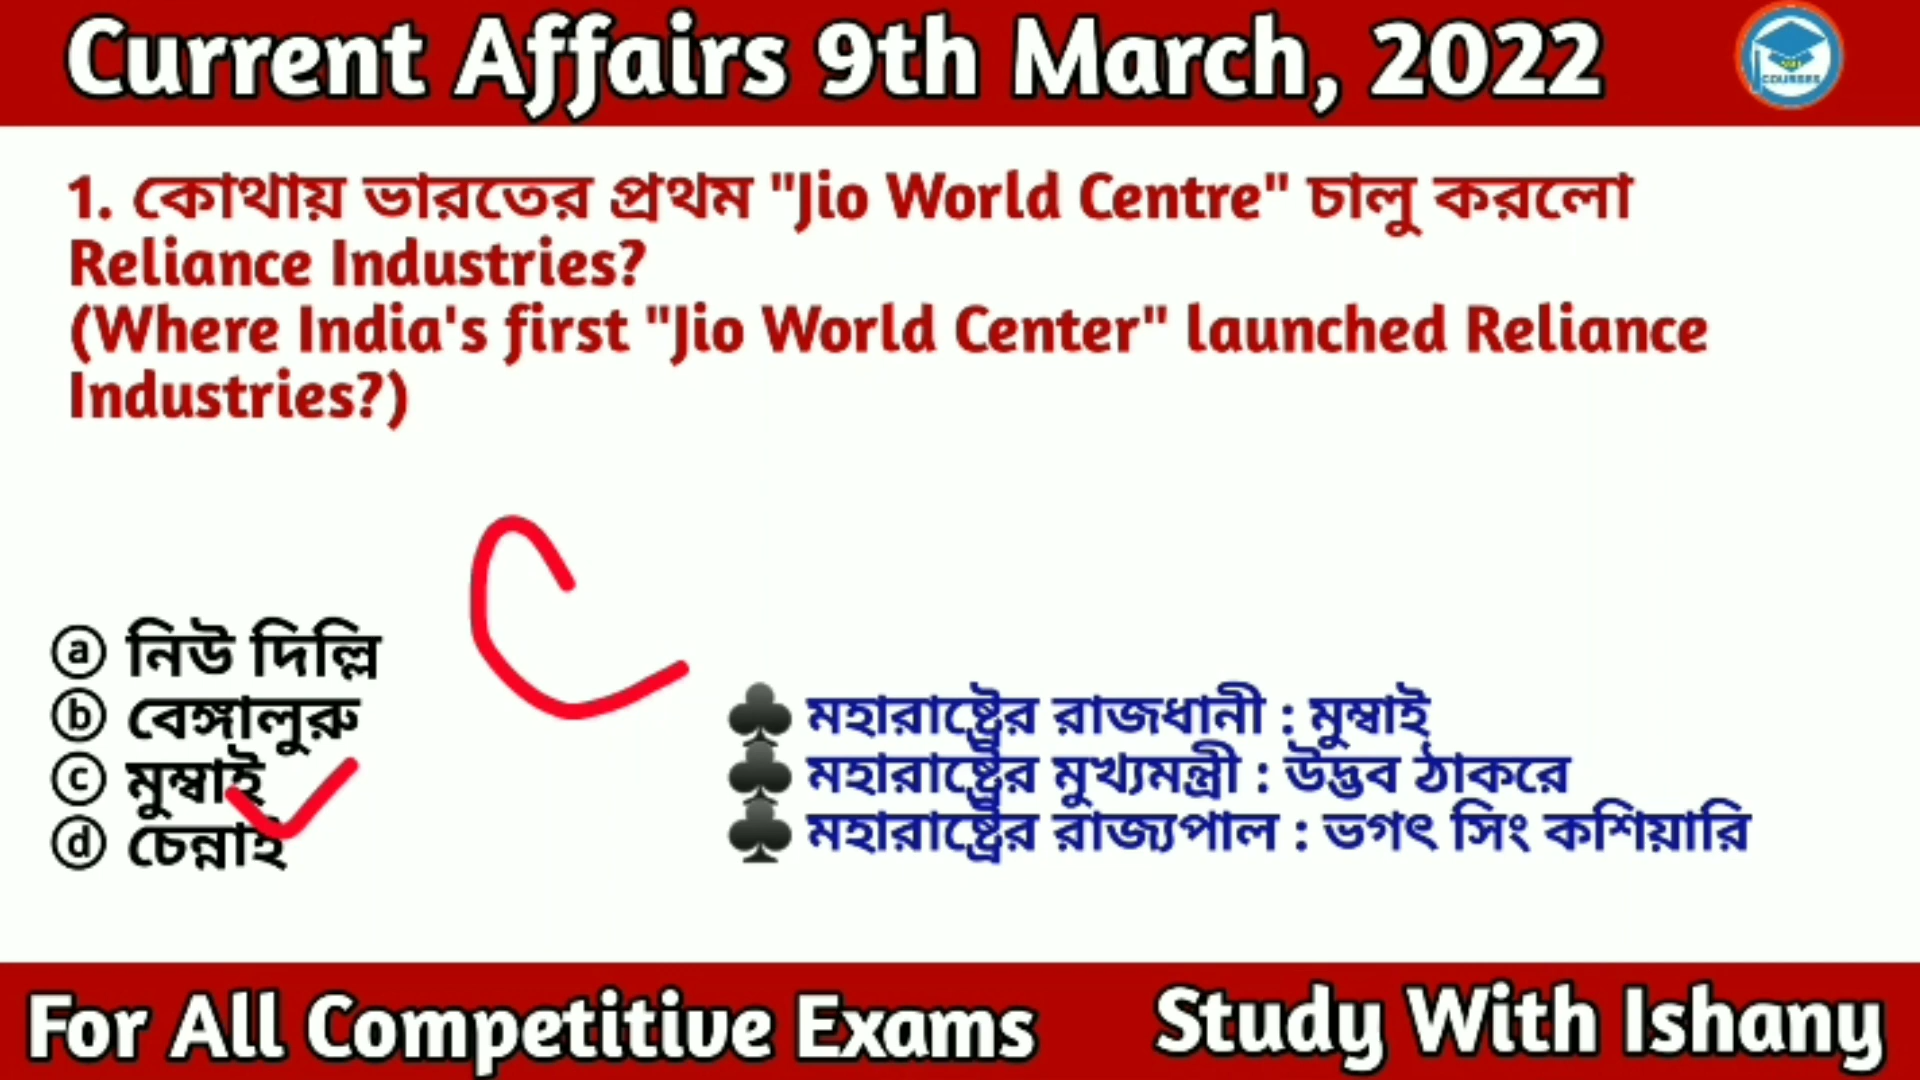 Current Affairs 9th March, 2022
COURSES
1. কোথায় ভারতের প্রথম "Jio World Centre" চালু করলো
Reliance Industries?
(Where India's first "Jio World Center" launched Reliance
Industries?)
C
ⓐ নিউ দিল্লি
ⓑ বেঙ্গালুরু
ⓒ মুম্বাই
ⓓ চেন্নাই
♣ মহারাষ্ট্রের রাজধানী : মুম্বাই
♣ মহারাষ্ট্রের মুখ্যমন্ত্রী : উদ্ভব ঠাকরে
♣ মহারাষ্ট্রের রাজ্যপাল : ভগৎ সিং কশিয়ারি
For All Competitive Exams
Study With Ishany